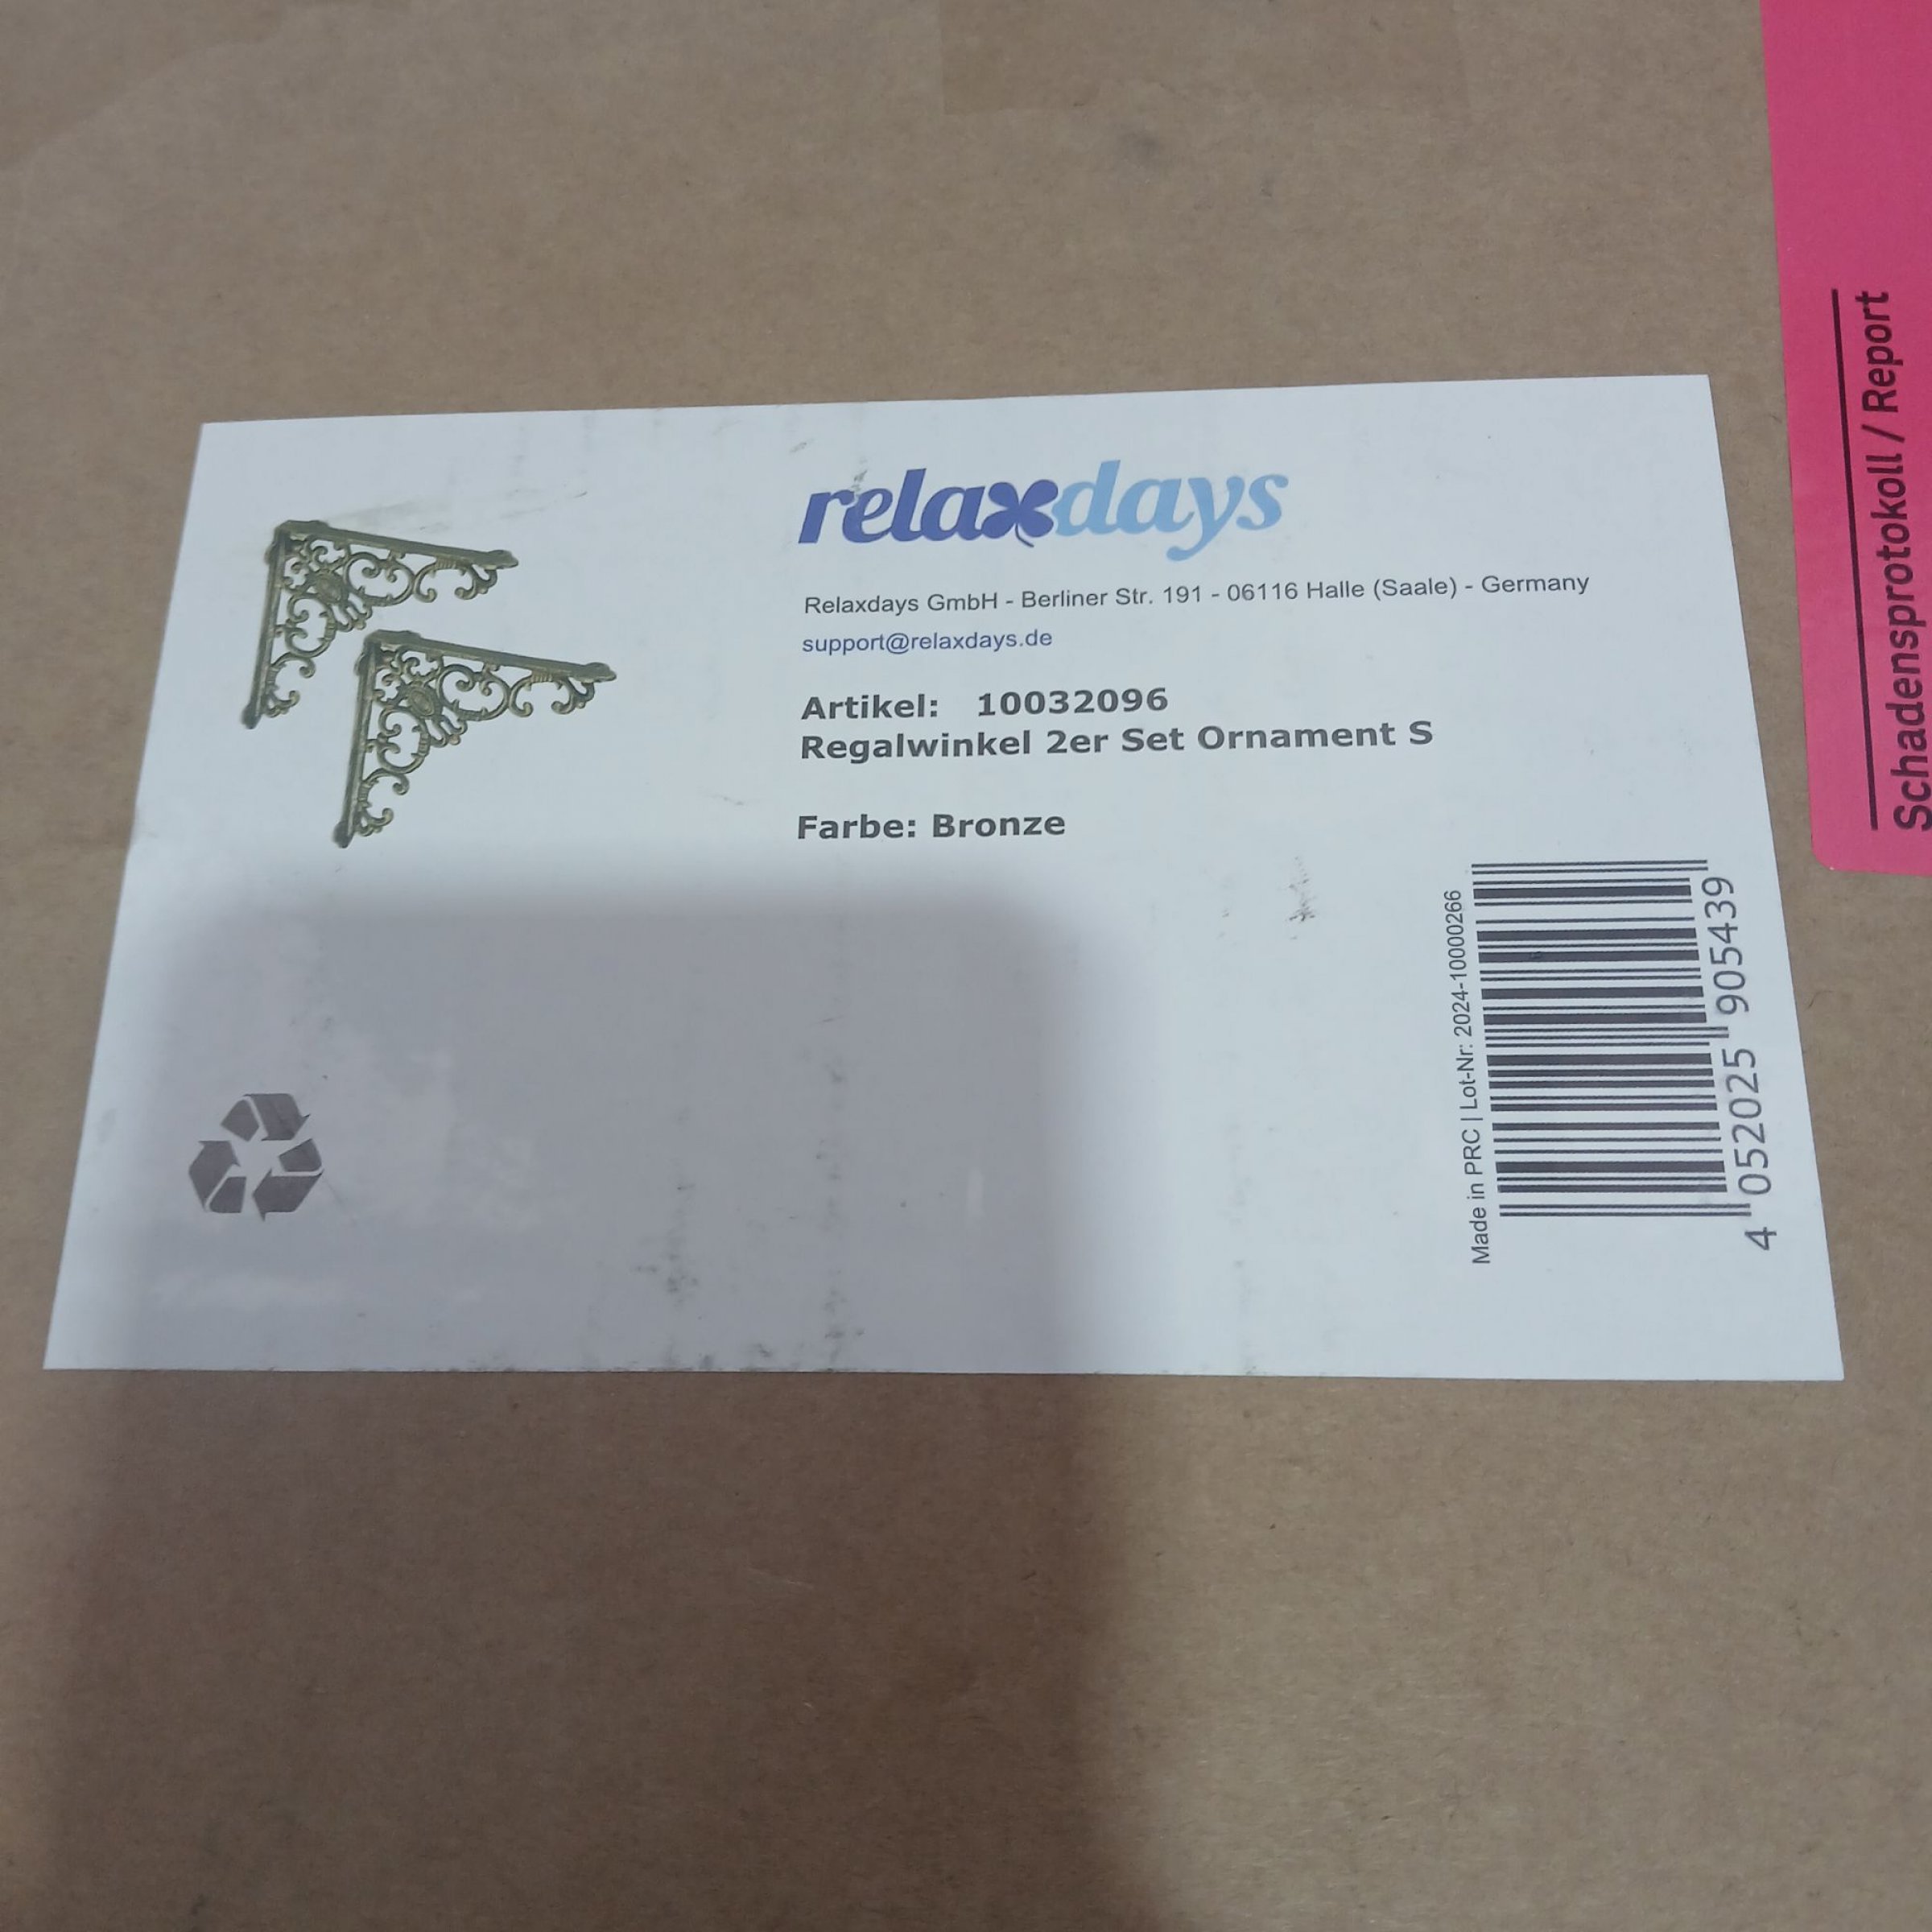 relaxdays
Relaxdays GmbH - Berliner Str. 191 - 06116 Halle (Saale) - Germany
support@relaxdays.de
Artikel: 10032096
Regalwinkel 2er Set Ornament S
Farbe: Bronze
Made in PRC | Lot-Nr: 2024-10000266
4 052025 905439
Schadensprotokoll / Report